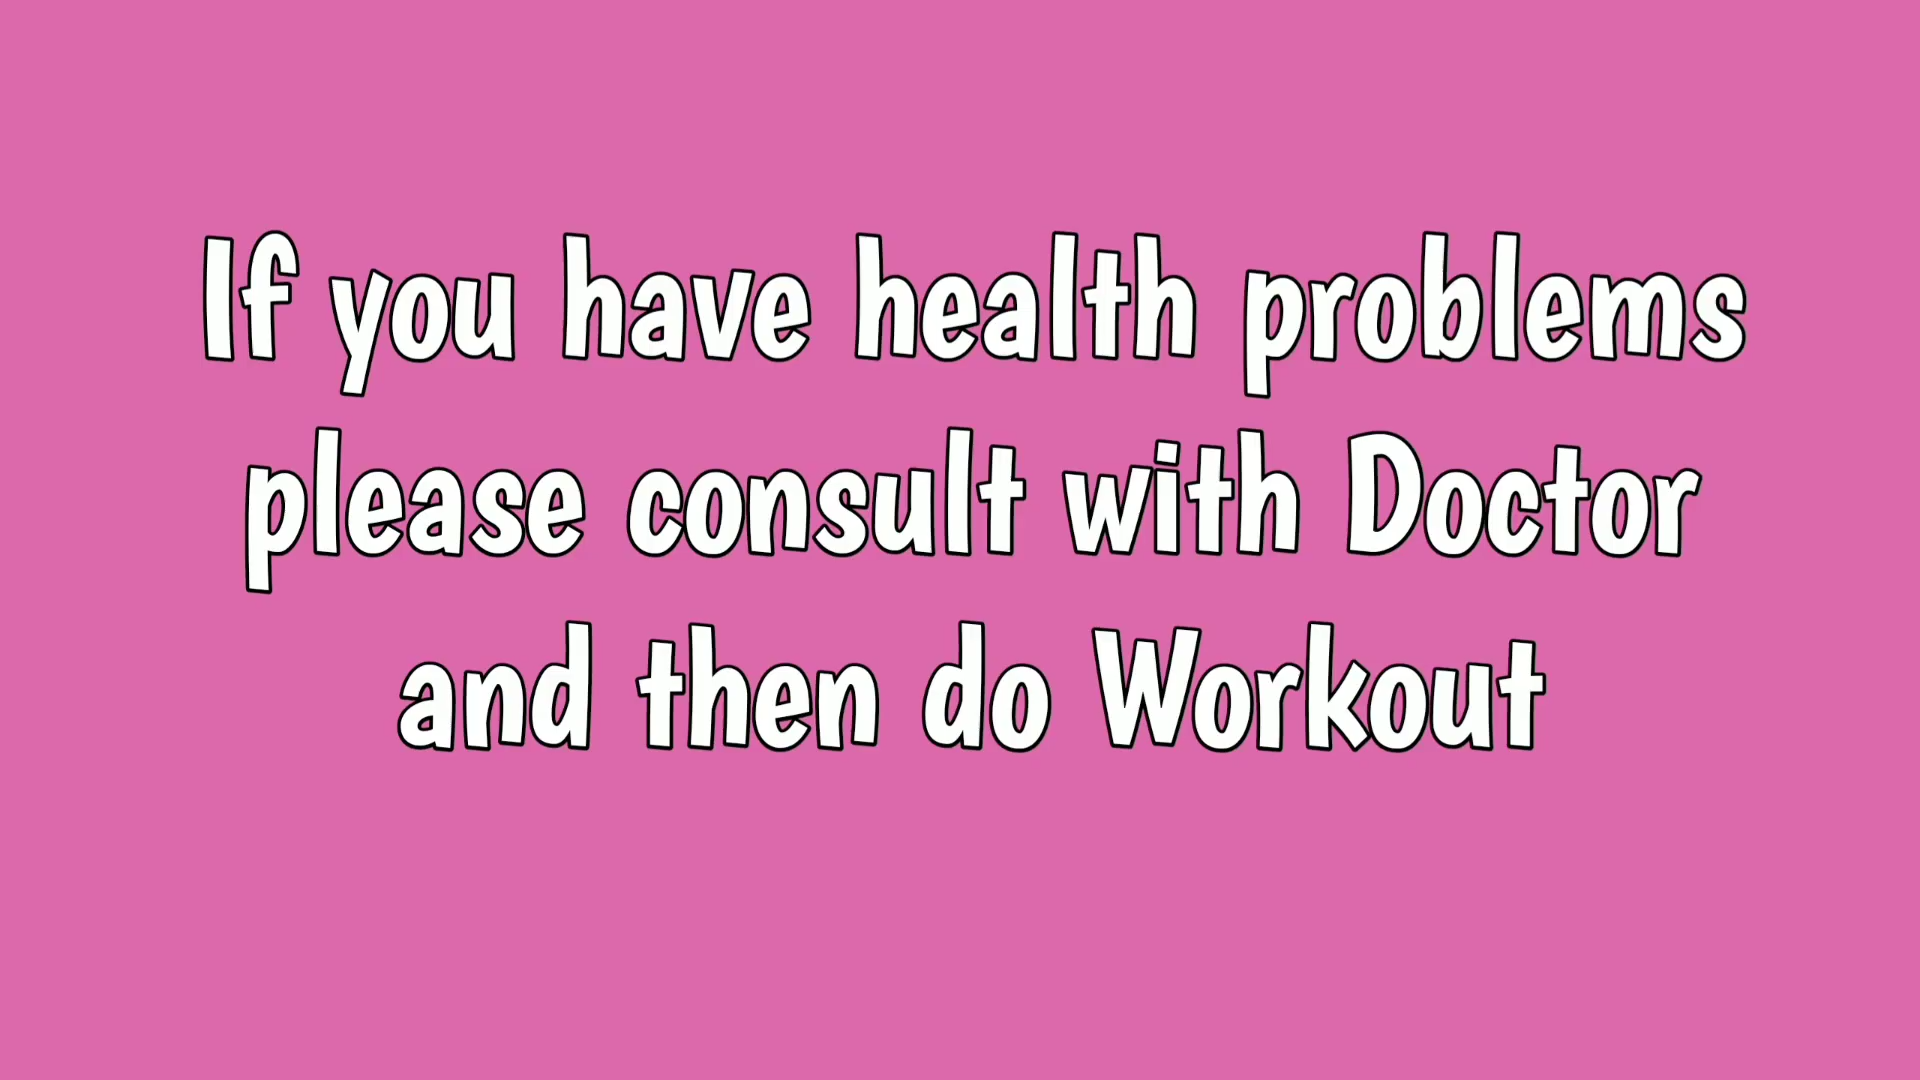 If you have health problems
please consult with Doctor
and then do Workout